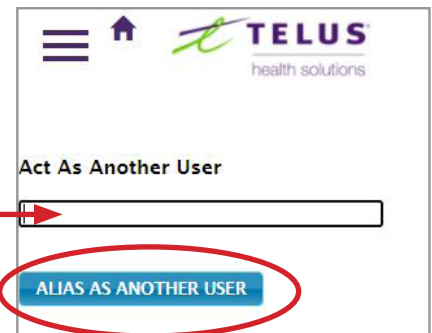 TELUS
health solutions
Act As Another User
ALIAS AS ANOTHER USER